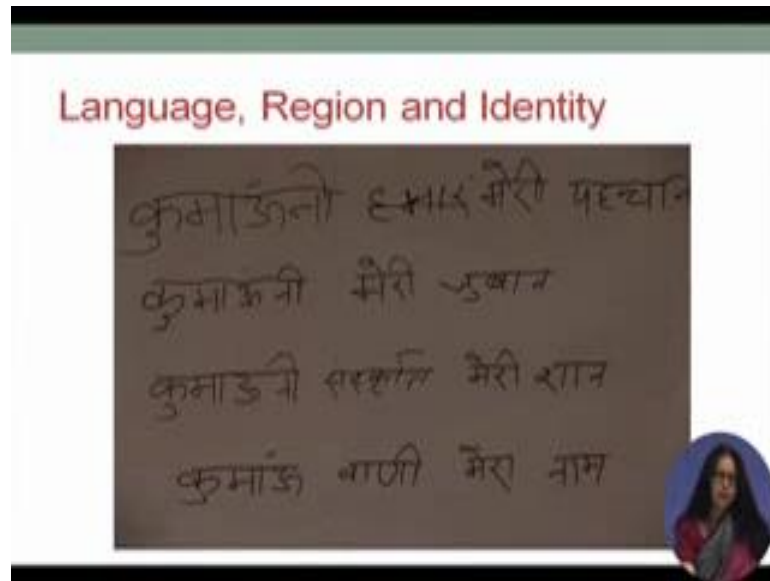 Language, Region and Identity
कुमाऊंनी मेरी पहचान
कुमाऊनी मेरी जुबान
कुमाऊनी संस्कृति मेरी शान
कुमांऊ वाणी मेरा नाम